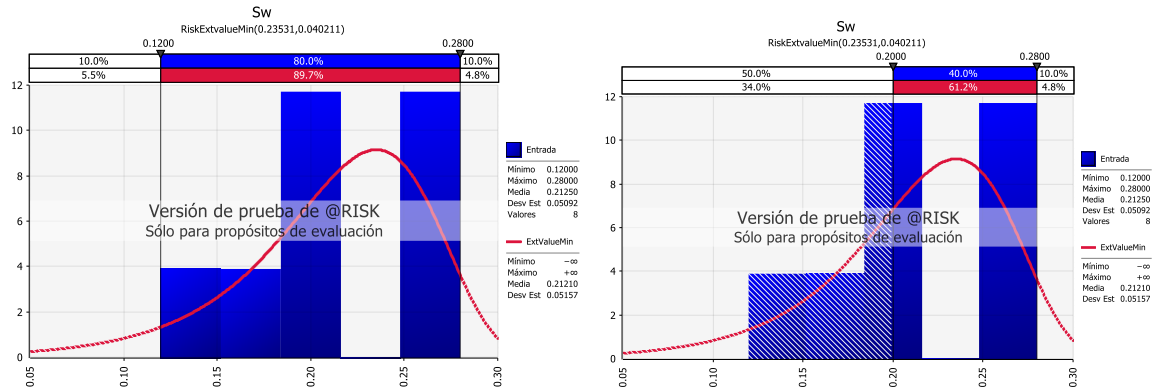 Sw
RiskExtvalueMin(0.23531,0.040211)
0.1200 0.2800
10.0% 80.0% 10.0%
5.5% 89.7% 4.8%
12
10
8
6
4
2
0
0.05 0.10 0.15 0.20 0.25 0.30
Versión de prueba de @RISK
Sólo para propósitos de evaluación
Entrada
Mínimo 0.12000
Máximo 0.28000
Media 0.21250
Desv Est 0.05092
Valores 8
ExtValueMin
Mínimo −∞
Máximo +∞
Media 0.21210
Desv Est 0.05157
Sw
RiskExtvalueMin(0.23531,0.040211)
0.2000 0.2800
50.0% 40.0% 10.0%
34.0% 61.2% 4.8%
12
10
8
6
4
2
0
0.05 0.10 0.15 0.20 0.25 0.30
Versión de prueba de @RISK
Sólo para propósitos de evaluación
Entrada
Mínimo 0.12000
Máximo 0.28000
Media 0.21250
Desv Est 0.05092
Valores 8
ExtValueMin
Mínimo −∞
Máximo +∞
Media 0.21210
Desv Est 0.05157